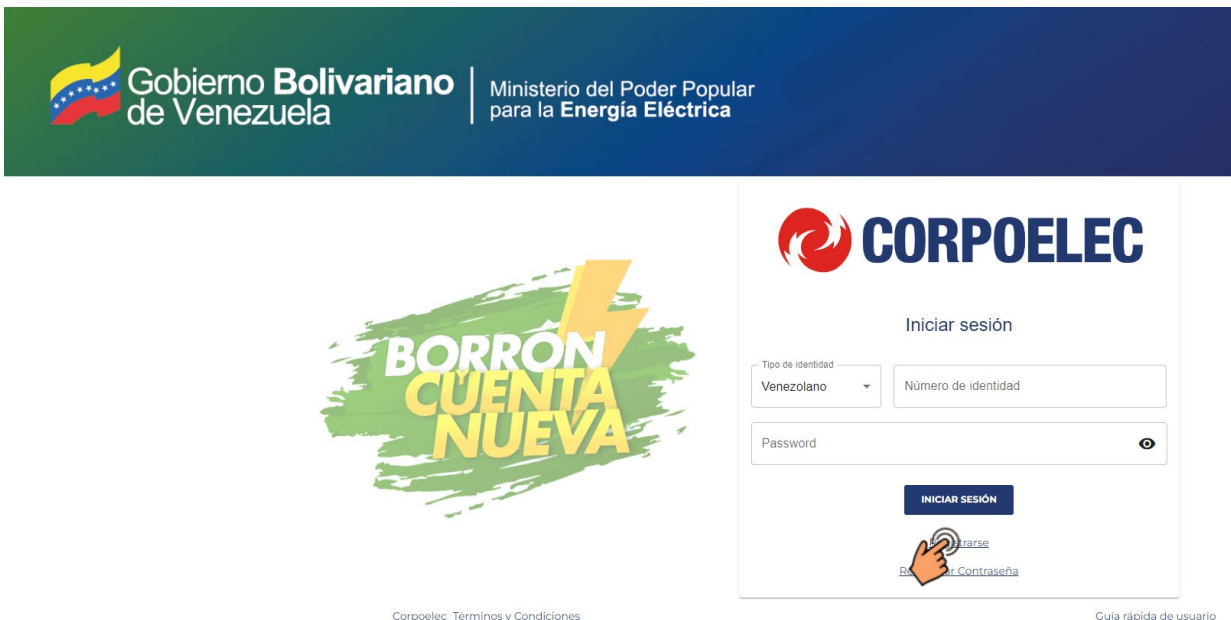 Gobierno Bolivariano
de Venezuela
Ministerio del Poder Popular
para la Energía Eléctrica
CORPOELEC
BORRÓN
Y
CUENTA
NUEVA
Iniciar sesión
Tipo de identidad
Venezolano
Número de identidad
Password
INICIAR SESIÓN
Contraseña
Corpoelec Términos y Condiciones
Guía rápida de usuario